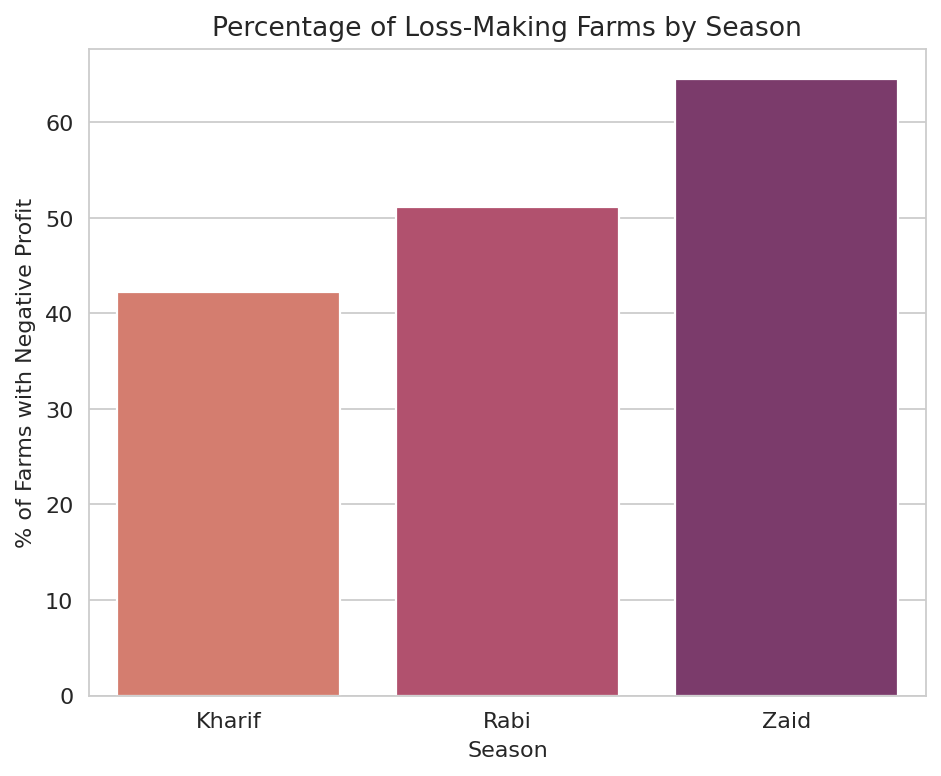 Percentage of Loss-Making Farms by Season
% of Farms with Negative Profit
60
50
40
30
20
10
0
Kharif
Rabi
Zaid
Season